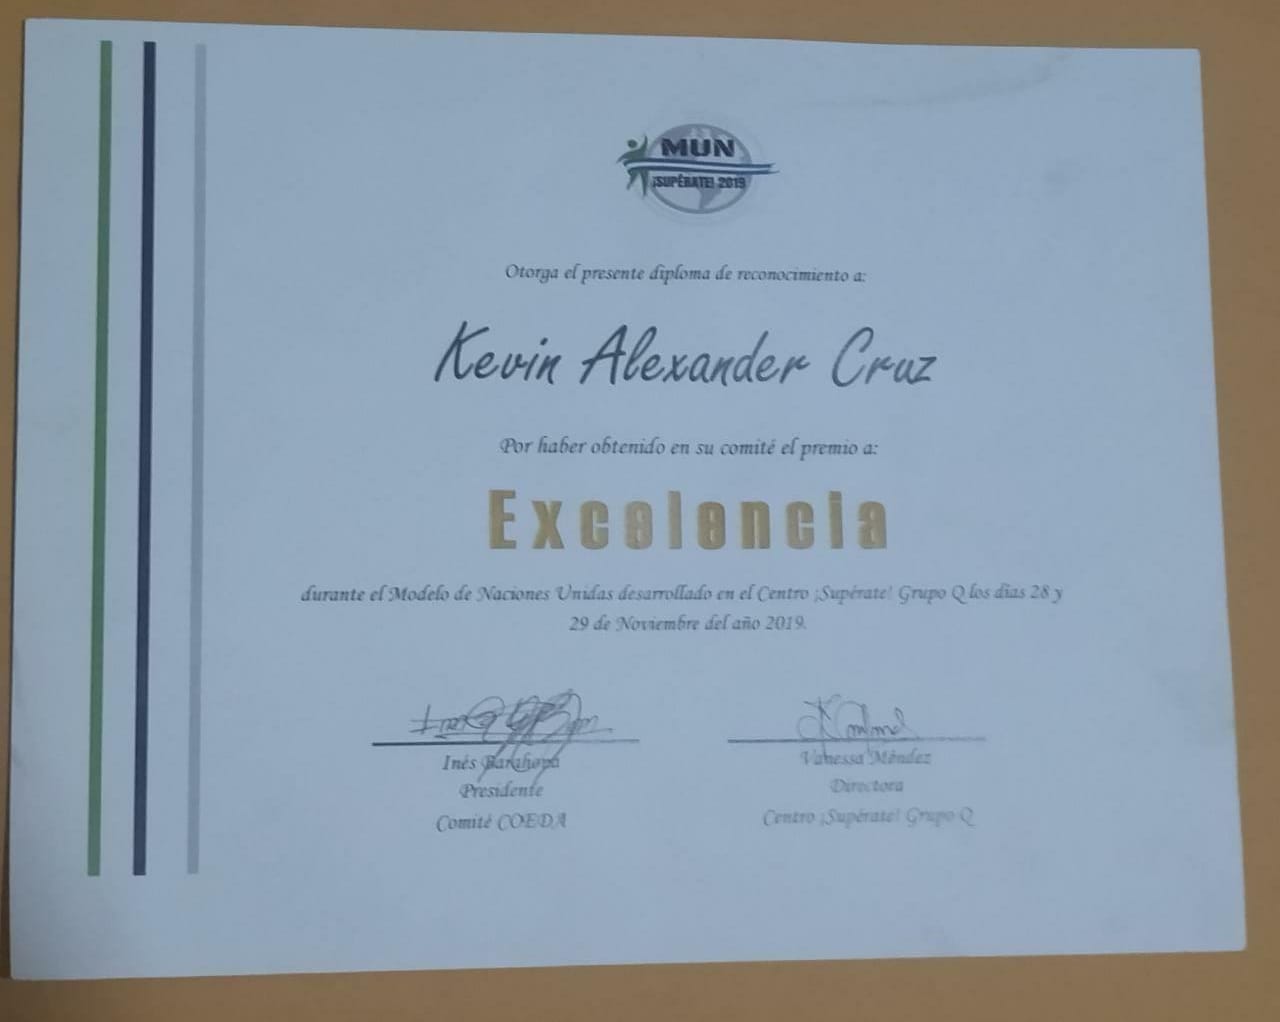 MUN
¡SUPÉRATE! 2019
Otorga el presente diploma de reconocimiento a:
Kevin Alexander Cruz
Por haber obtenido en su comité el premio a:
Excelencia
durante el Modelo de Naciones Unidas desarrollado en el Centro ¡Supérate! Grupo Q los días 28 y
29 de Noviembre del año 2019.
Inés Barahona
Presidente
Comité COEDA
Vanessa Méndez
Directora
Centro ¡Supérate! Grupo Q